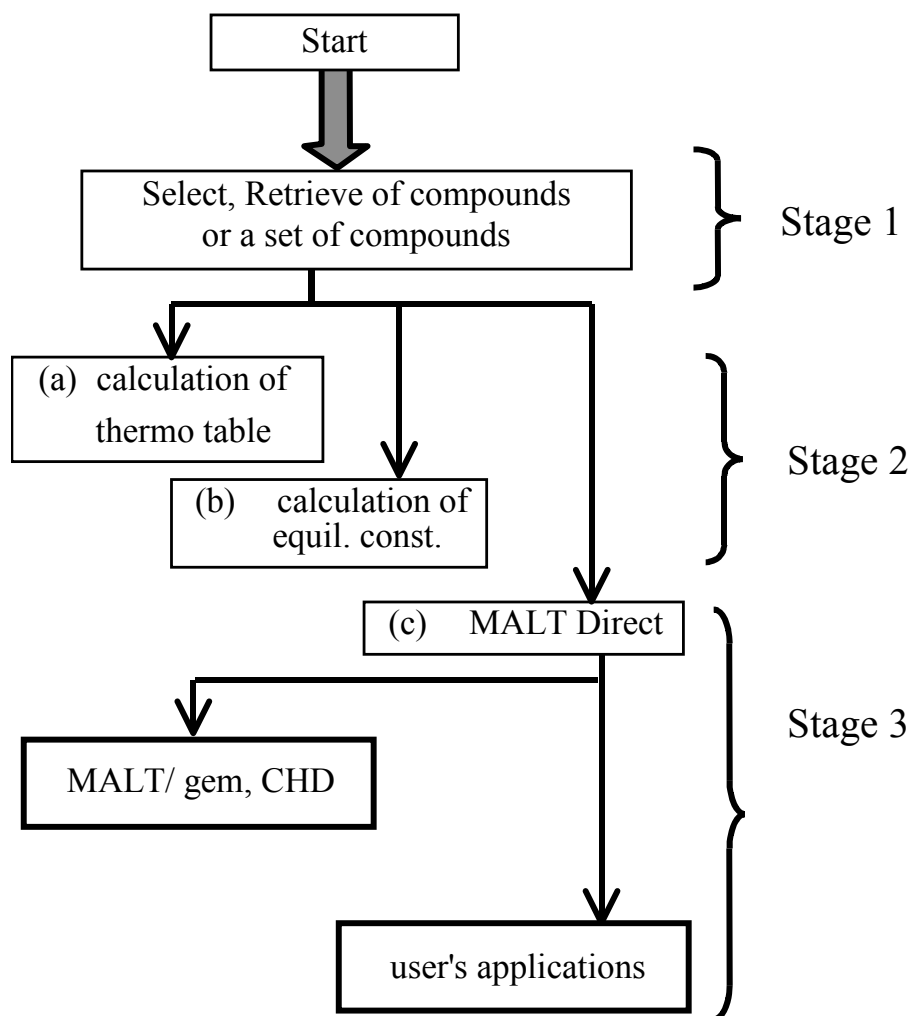 Start
Select, Retrieve of compounds
or a set of compounds
Stage 1
(a) calculation of
thermo table
Stage 2
(b) calculation of
equil. const.
(c) MALT Direct
Stage 3
MALT/ gem, CHD
user's applications